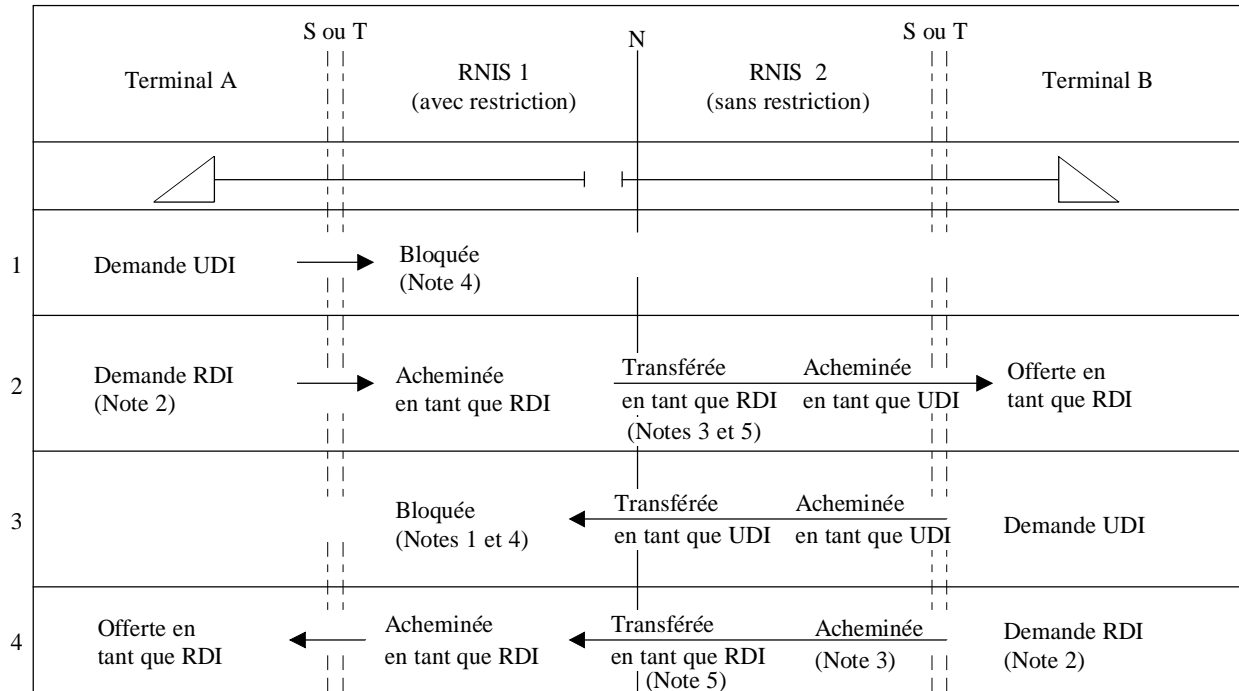 S ou T
N
S ou T
Terminal A
RNIS 1
(avec restriction)
RNIS 2
(sans restriction)
Terminal B
1
Demande UDI
Bloquée
(Note 4)
2
Demande RDI
(Note 2)
Acheminée
en tant que RDI
Transférée
en tant que RDI
(Notes 3 et 5)
Acheminée
en tant que UDI
Offerte en
tant que RDI
3
Bloquée
(Notes 1 et 4)
Transférée
en tant que UDI
Acheminée
en tant que UDI
Demande UDI
4
Offerte en
tant que RDI
Acheminée
en tant que RDI
Transférée
en tant que RDI
(Note 5)
Acheminée
(Note 3)
Demande RDI
(Note 2)